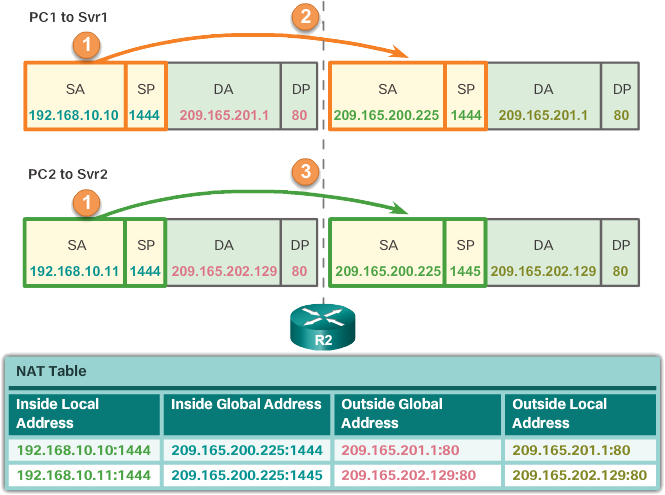 PC1 to Svr1
1
2
SA SP DA DP SA SP DA DP
192.168.10.10 1444 209.165.201.1 80 209.165.200.225 1444 209.165.201.1 80
PC2 to Svr2
1
3
SA SP DA DP SA SP DA DP
192.168.10.11 1444 209.165.202.129 80 209.165.200.225 1445 209.165.202.129 80
R2
NAT Table
Inside Local Address Inside Global Address Outside Global Address Outside Local Address
192.168.10.10:1444 209.165.200.225:1444 209.165.201.1:80 209.165.201.1:80
192.168.10.11:1444 209.165.200.225:1445 209.165.202.129:80 209.165.202.129:80